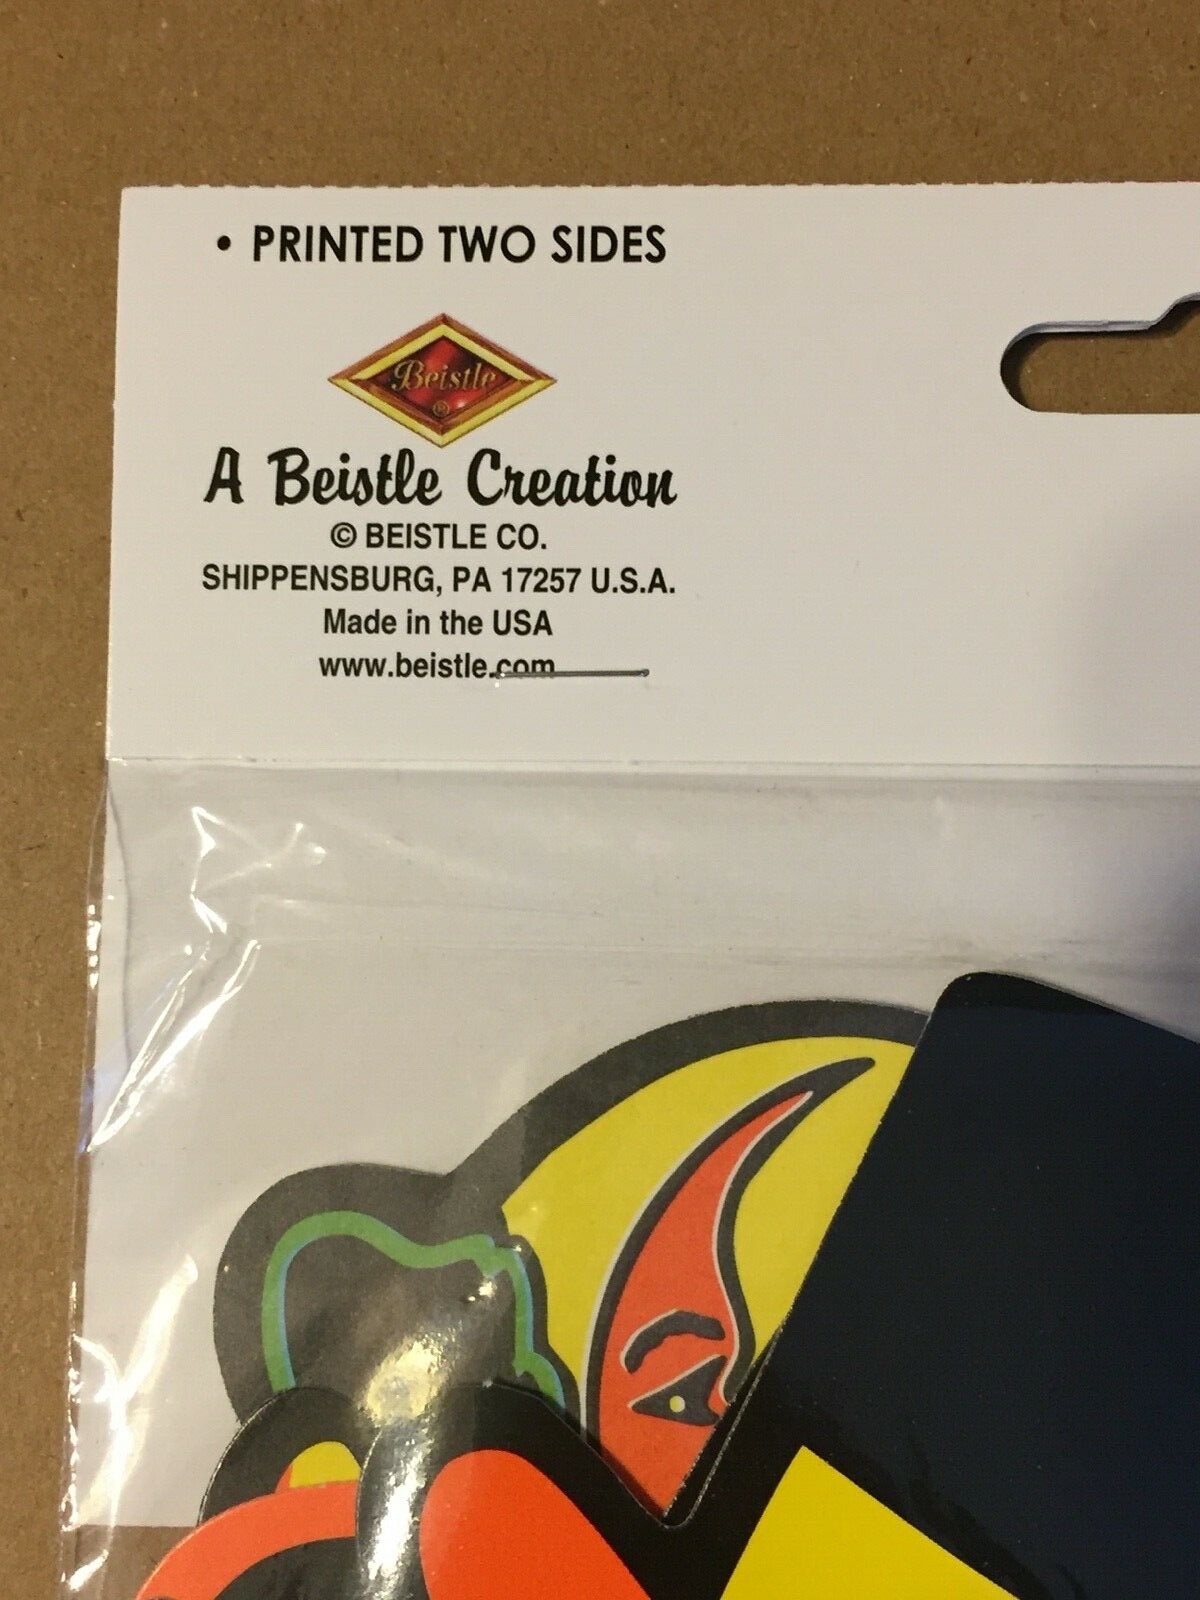 • PRINTED TWO SIDES
Beistle
®
A Beistle Creation
© BEISTLE CO.
SHIPPENSBURG, PA 17257 U.S.A.
Made in the USA
www.beistle.com